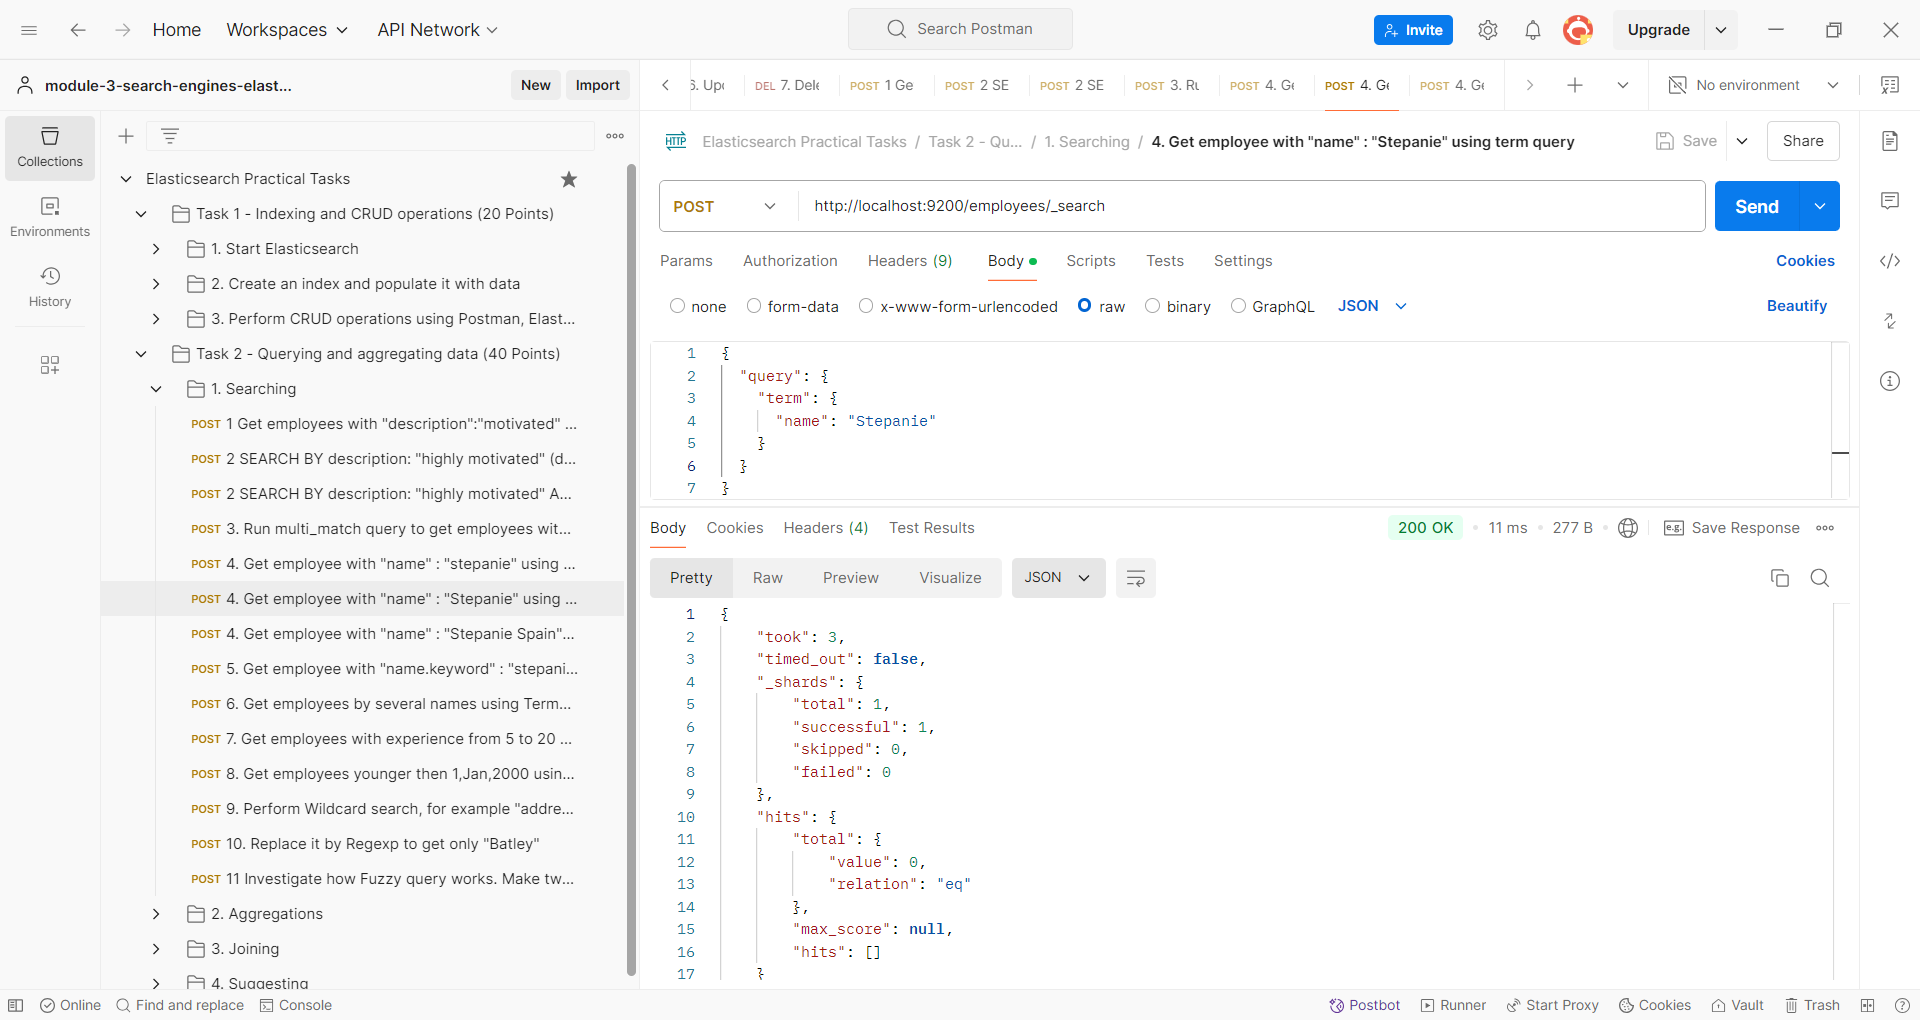 Home
Workspaces
API Network
Search Postman
Invite
Upgrade
module-3-search-engines-elast...
New
Import
DEL 7. Dele
POST 1 Ge
POST 2 SE
POST 2 SE
POST 3. Ru
POST 4. Ge
POST 4. Ge
POST 4. Ge
No environment
Collections
Environments
History
Elasticsearch Practical Tasks
Task 1 - Indexing and CRUD operations (20 Points)
1. Start Elasticsearch
2. Create an index and populate it with data
3. Perform CRUD operations using Postman, Elast...
Task 2 - Querying and aggregating data (40 Points)
1. Searching
POST 1 Get employees with "description":"motivated" ...
POST 2 SEARCH BY description: "highly motivated" (d...
POST 2 SEARCH BY description: "highly motivated" A...
POST 3. Run multi_match query to get employees wit...
POST 4. Get employee with "name" : "stepanie" using ...
POST 4. Get employee with "name" : "Stepanie" using ...
POST 4. Get employee with "name" : "Stepanie Spain"...
POST 5. Get employee with "name.keyword" : "stepani...
POST 6. Get employees by several names using Term...
POST 7. Get employees with experience from 5 to 20 ...
POST 8. Get employees younger then 1,Jan,2000 usin...
POST 9. Perform Wildcard search, for example "addre...
POST 10. Replace it by Regexp to get only "Batley"
POST 11 Investigate how Fuzzy query works. Make tw...
2. Aggregations
3. Joining
4. Suggesting
HTTP Elasticsearch Practical Tasks / Task 2 - Qu... / 1. Searching / 4. Get employee with "name" : "Stepanie" using term query
Save
Share
POST
http://localhost:9200/employees/_search
Send
Params
Authorization
Headers (9)
Body
Scripts
Tests
Settings
Cookies
none
form-data
x-www-form-urlencoded
raw
binary
GraphQL
JSON
Beautify
1 {
2 "query": {
3 "term": {
4 "name": "Stepanie"
5 }
6 }
7 }
Body
Cookies
Headers (4)
Test Results
200 OK
11 ms
277 B
e.g. Save Response
Pretty
Raw
Preview
Visualize
JSON
1 {
2 "took": 3,
3 "timed_out": false,
4 "_shards": {
5 "total": 1,
6 "successful": 1,
7 "skipped": 0,
8 "failed": 0
9 },
10 "hits": {
11 "total": {
12 "value": 0,
13 "relation": "eq"
14 },
15 "max_score": null,
16 "hits": []
17 }
Online
Find and replace
Console
Postbot
Runner
Start Proxy
Cookies
Vault
Trash